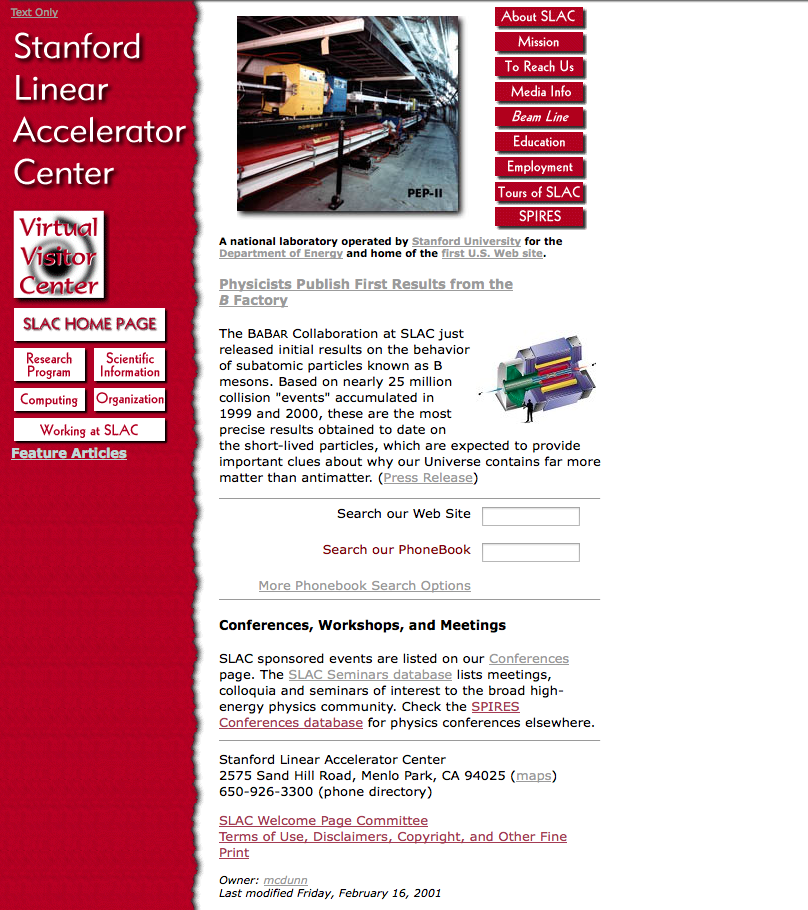 Text Only
Stanford
Linear
Accelerator
Center
Virtual
Visitor
Center
SLAC HOME PAGE
Research
Program
Scientific
Information
Computing
Organization
Working at SLAC
Feature Articles
PEP-II
About SLAC
Mission
To Reach Us
Media Info
Beam Line
Education
Employment
Tours of SLAC
SPIRES
A national laboratory operated by Stanford University for the
Department of Energy and home of the first U.S. Web site.
Physicists Publish First Results from the
B Factory
The BABAR Collaboration at SLAC just
released initial results on the behavior
of subatomic particles known as B
mesons. Based on nearly 25 million
collision "events" accumulated in
1999 and 2000, these are the most
precise results obtained to date on
the short-lived particles, which are expected to provide
important clues about why our Universe contains far more
matter than antimatter. (Press Release)
Search our Web Site
Search our PhoneBook
More Phonebook Search Options
Conferences, Workshops, and Meetings
SLAC sponsored events are listed on our Conferences
page. The SLAC Seminars database lists meetings,
colloquia and seminars of interest to the broad high-
energy physics community. Check the SPIRES
Conferences database for physics conferences elsewhere.
Stanford Linear Accelerator Center
2575 Sand Hill Road, Menlo Park, CA 94025 (maps)
650-926-3300 (phone directory)
SLAC Welcome Page Committee
Terms of Use, Disclaimers, Copyright, and Other Fine
Print
Owner: mcdunn
Last modified Friday, February 16, 2001